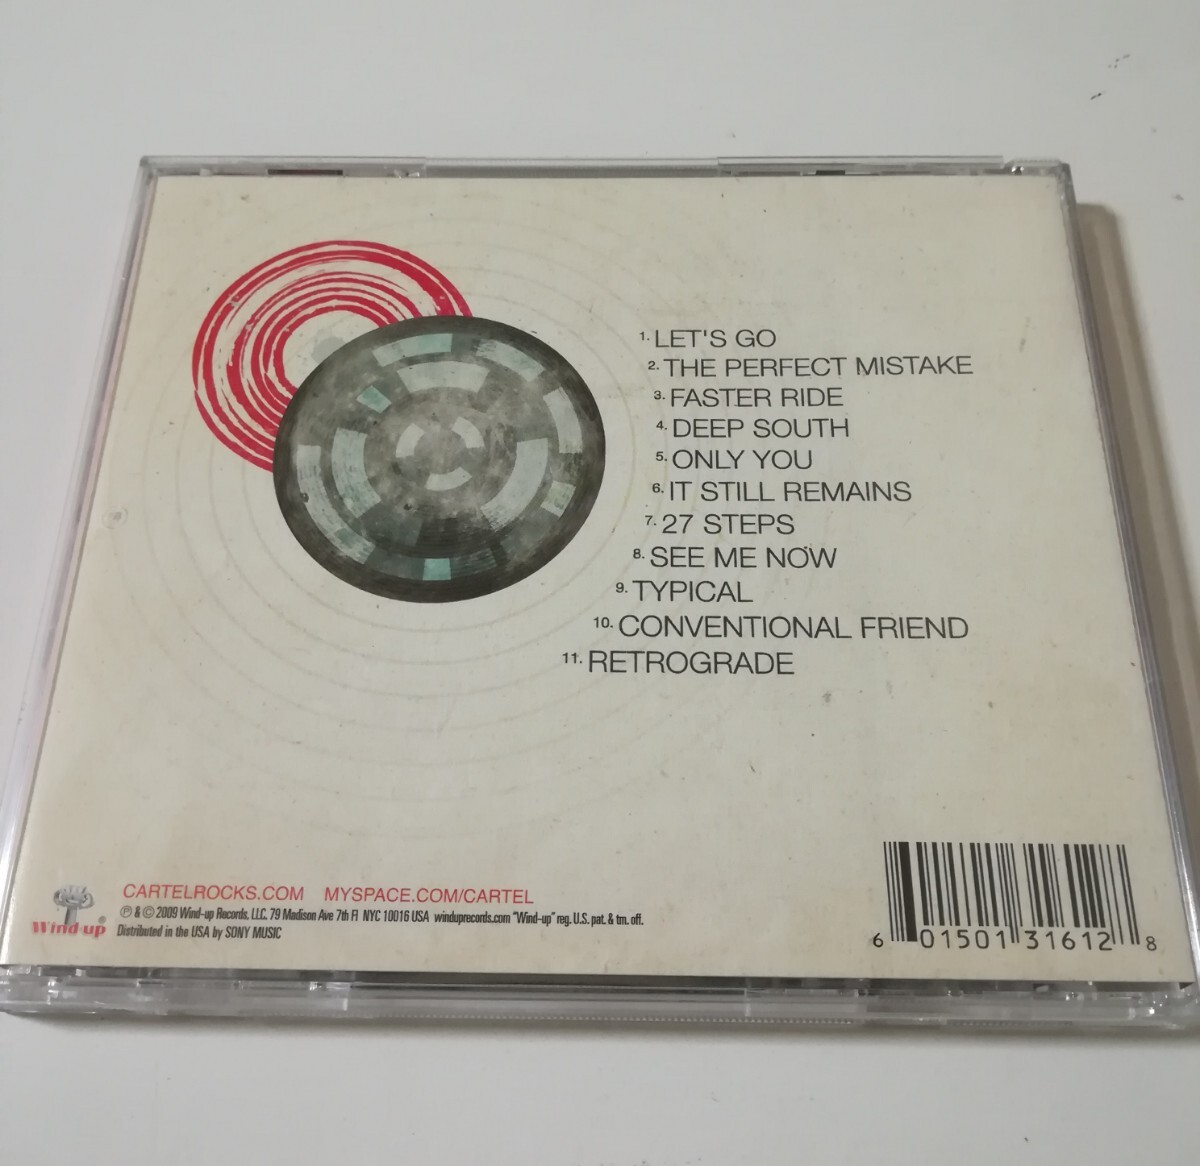 1. LET'S GO
2. THE PERFECT MISTAKE
3. FASTER RIDE
4. DEEP SOUTH
5. ONLY YOU
6. IT STILL REMAINS
7. 27 STEPS
8. SEE ME NOW
9. TYPICAL
10. CONVENTIONAL FRIEND
11. RETROGRADE
CARTELROCKS.COM MYSPACE.COM/CARTEL
℗ & © 2009 Wind-up Records, LLC. 79 Madison Ave 7th Fl NYC 10016 USA winduprecords.com "Wind-up" reg. U.S. pat. & tm. off.
Wind-up®
Distributed in the USA by SONY MUSIC
6 01501 31612 8